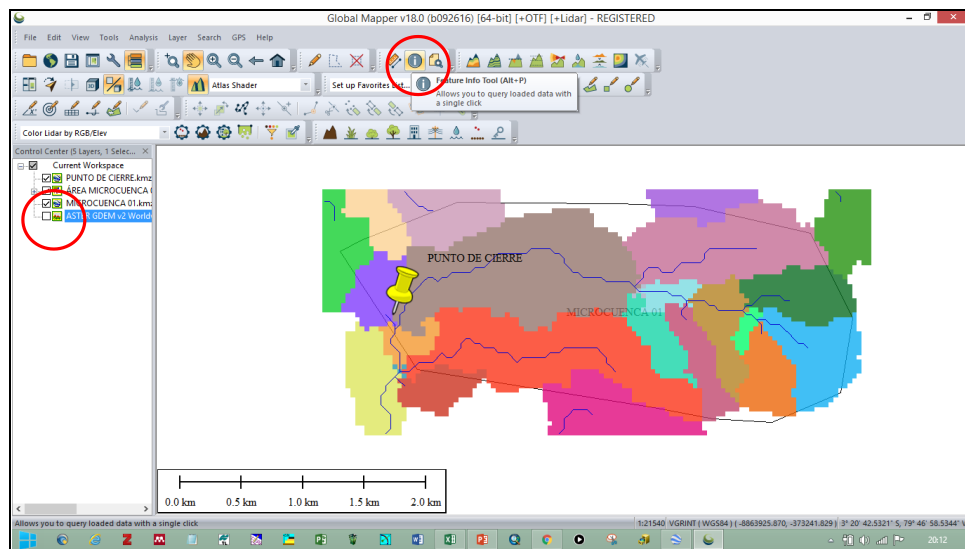 Global Mapper v18.0 (b092616) [64-bit] [+OTF] [+Lidar] - REGISTERED
File Edit View Tools Analysis Layer Search GPS Help
Atlas Shader
Set up Favorites List...
Feature Info Tool (Alt+P)
Allows you to query loaded data with
a single click
Color Lidar by RGB/Elev
Control Center (5 Layers, 1 Selec...
Current Workspace
PUNTO DE CIERRE.kmz
ÁREA MICROCUENCA
MICROCUENCA 01.kmz
ASTER GDEM v2 World
PUNTO DE CIERRE
MICROCUENCA 01
0.0 km 0.5 km 1.0 km 1.5 km 2.0 km
Allows you to query loaded data with a single click
1:21540 VGRINT ( WGS84 ) ( -8863925.870, -373241.829 ) 3° 20' 42.5321" S, 79° 46' 58.5344"
20:12